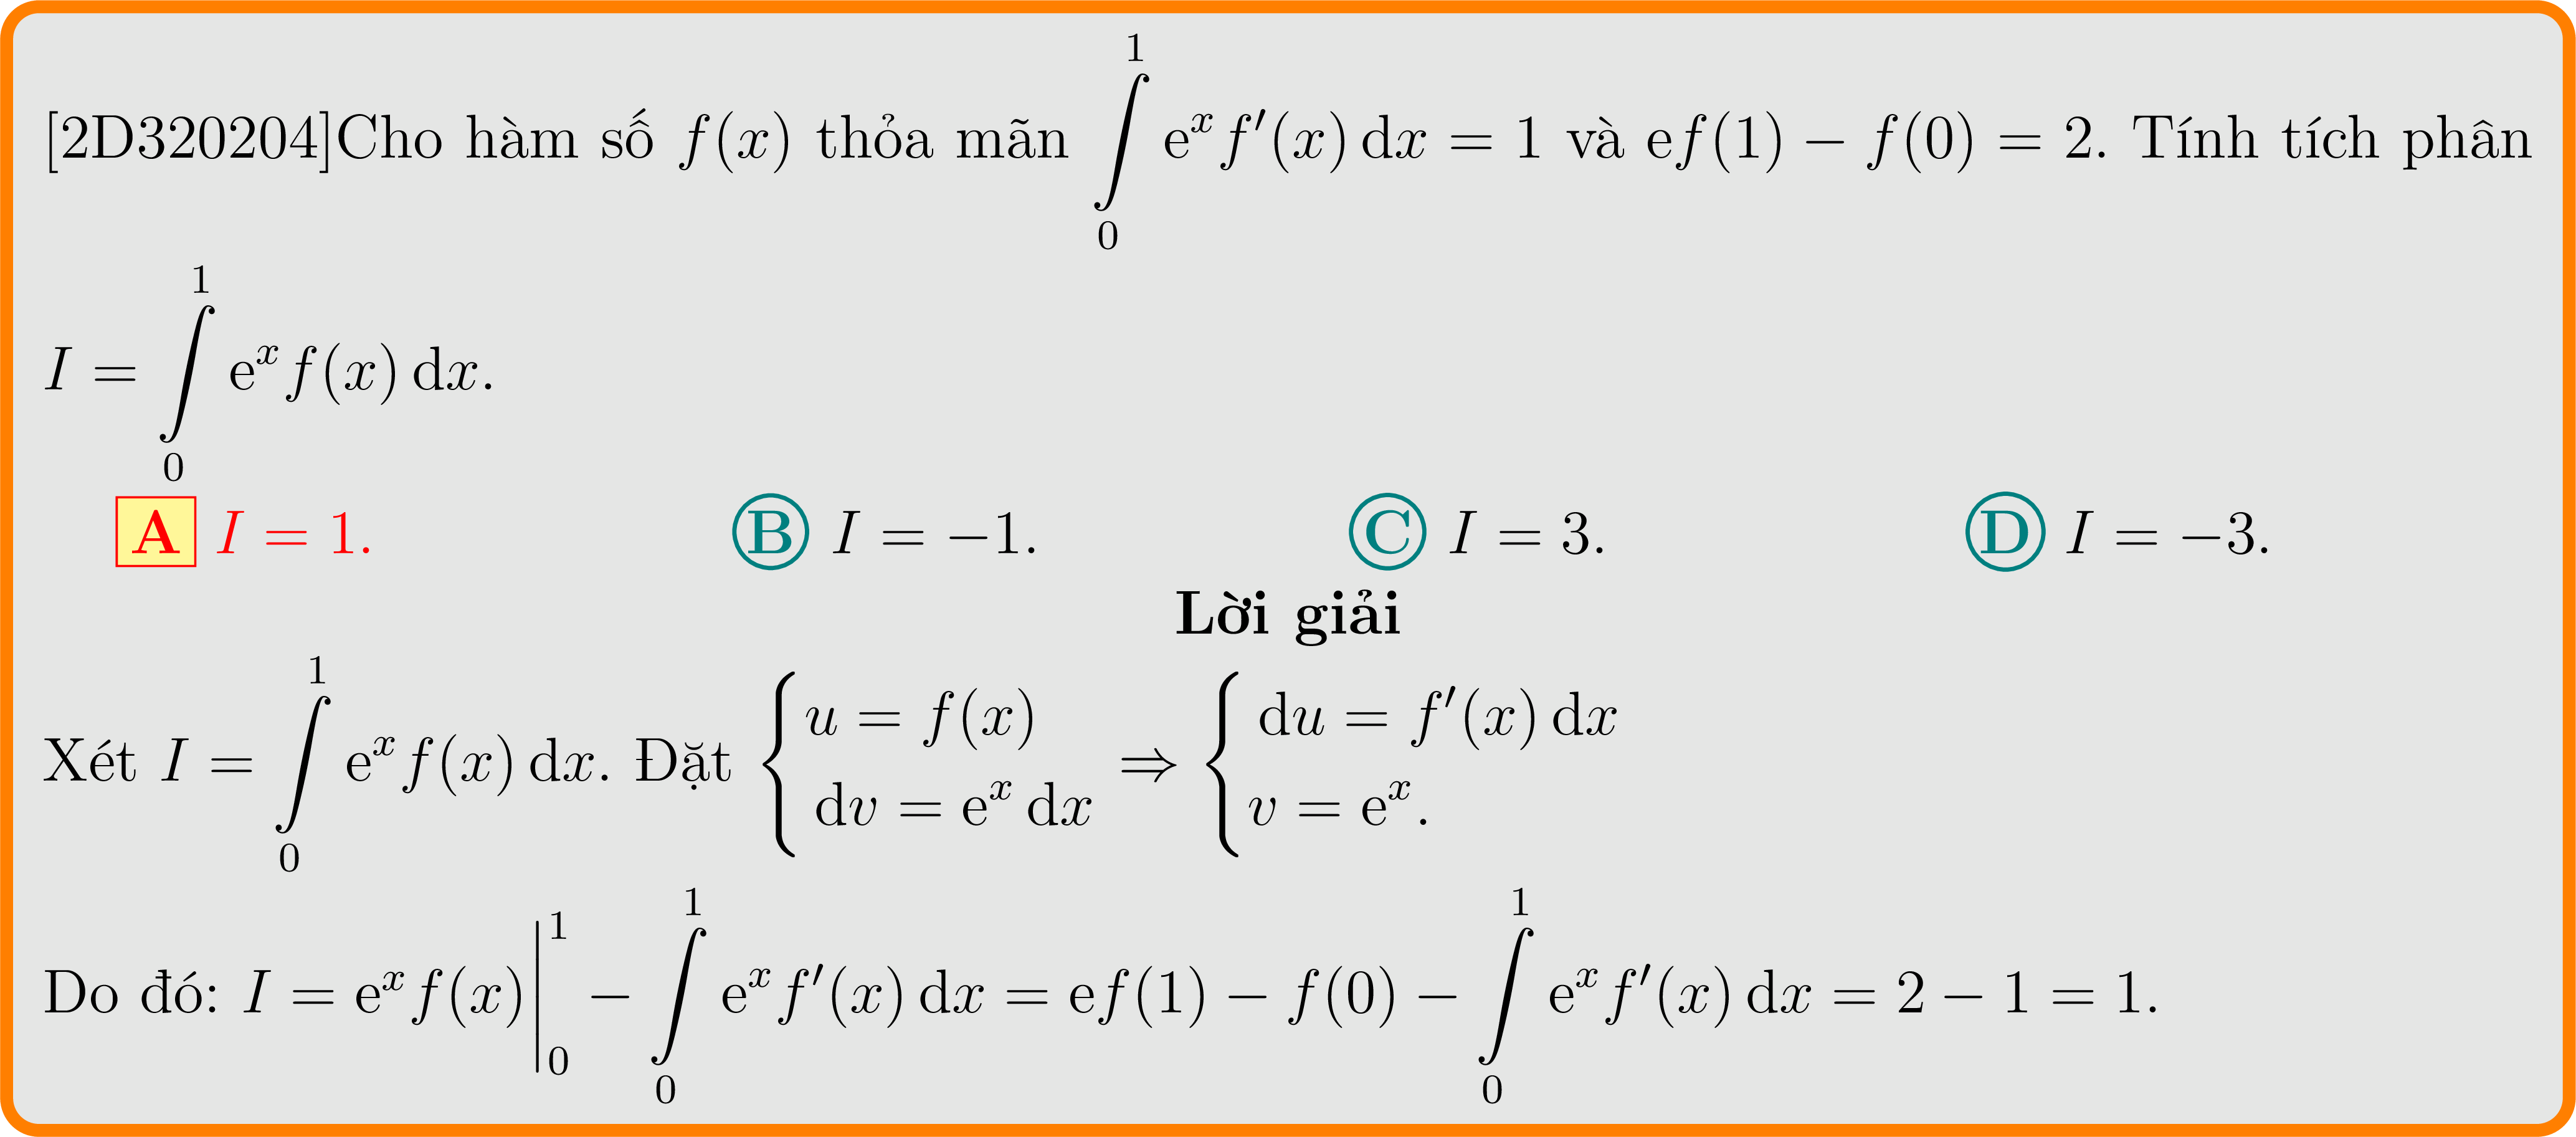 [2D320204]Cho hàm số f(x) thỏa mãn ∫₀¹ eˣf′(x) dx = 1 và ef(1) − f(0) = 2. Tính tích phân
I = ∫₀¹ eˣf(x) dx.
A I = 1. B I = −1. C I = 3. D I = −3.
Lời giải
Xét I = ∫₀¹ eˣf(x) dx. Đặt { u = f(x) dv = eˣ dx ⇒ { du = f′(x) dx v = eˣ.
Do đó: I = eˣf(x)|₀¹ − ∫₀¹ eˣf′(x) dx = ef(1) − f(0) − ∫₀¹ eˣf′(x) dx = 2 − 1 = 1.